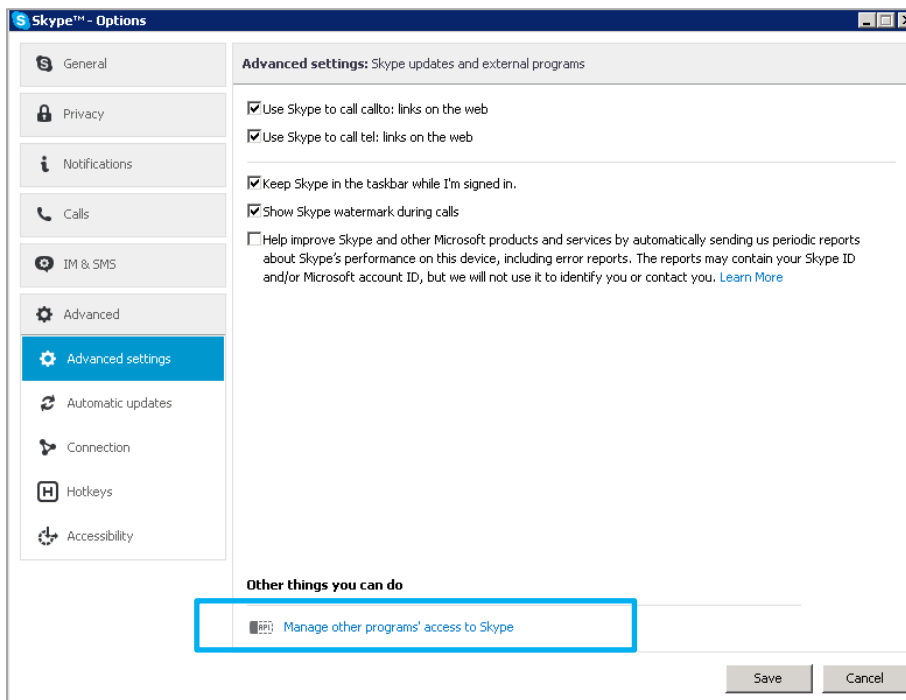 Skype™ - Options
General
Privacy
Notifications
Calls
IM & SMS
Advanced
Advanced settings
Automatic updates
Connection
Hotkeys
Accessibility
Advanced settings: Skype updates and external programs
Use Skype to call callto: links on the web
Use Skype to call tel: links on the web
Keep Skype in the taskbar while I'm signed in.
Show Skype watermark during calls
Help improve Skype and other Microsoft products and services by automatically sending us periodic reports
about Skype's performance on this device, including error reports. The reports may contain your Skype ID
and/or Microsoft account ID, but we will not use it to identify you or contact you. Learn More
Other things you can do
API Manage other programs' access to Skype
Save Cancel